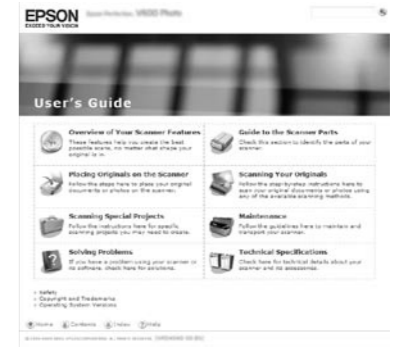 EPSON
EXCEED YOUR VISION
Epson Perfection V600 Photo
User's Guide
Overview of Your Scanner Features
These features help you create the best
possible scans, no matter what shape your
original is in.
Guide to the Scanner Parts
Check this section to identify the parts of your
scanner.
Placing Originals on the Scanner
Follow the steps here to place your original
documents or photos on the scanner.
Scanning Your Originals
Follow the step-by-step instructions here to
scan your original documents or photos using
any of the available scanning methods.
Scanning Special Projects
Follow the instructions here for specific
scanning projects you may need to create.
Maintenance
Follow the guidelines here to maintain and
transport your scanner.
Solving Problems
If you have a problem using your scanner or
its software, check here for solutions.
Technical Specifications
Check here for technical details about your
scanner and its accessories.
Safety
Copyright and Trademarks
Operating System Versions
Home Contents Index Help